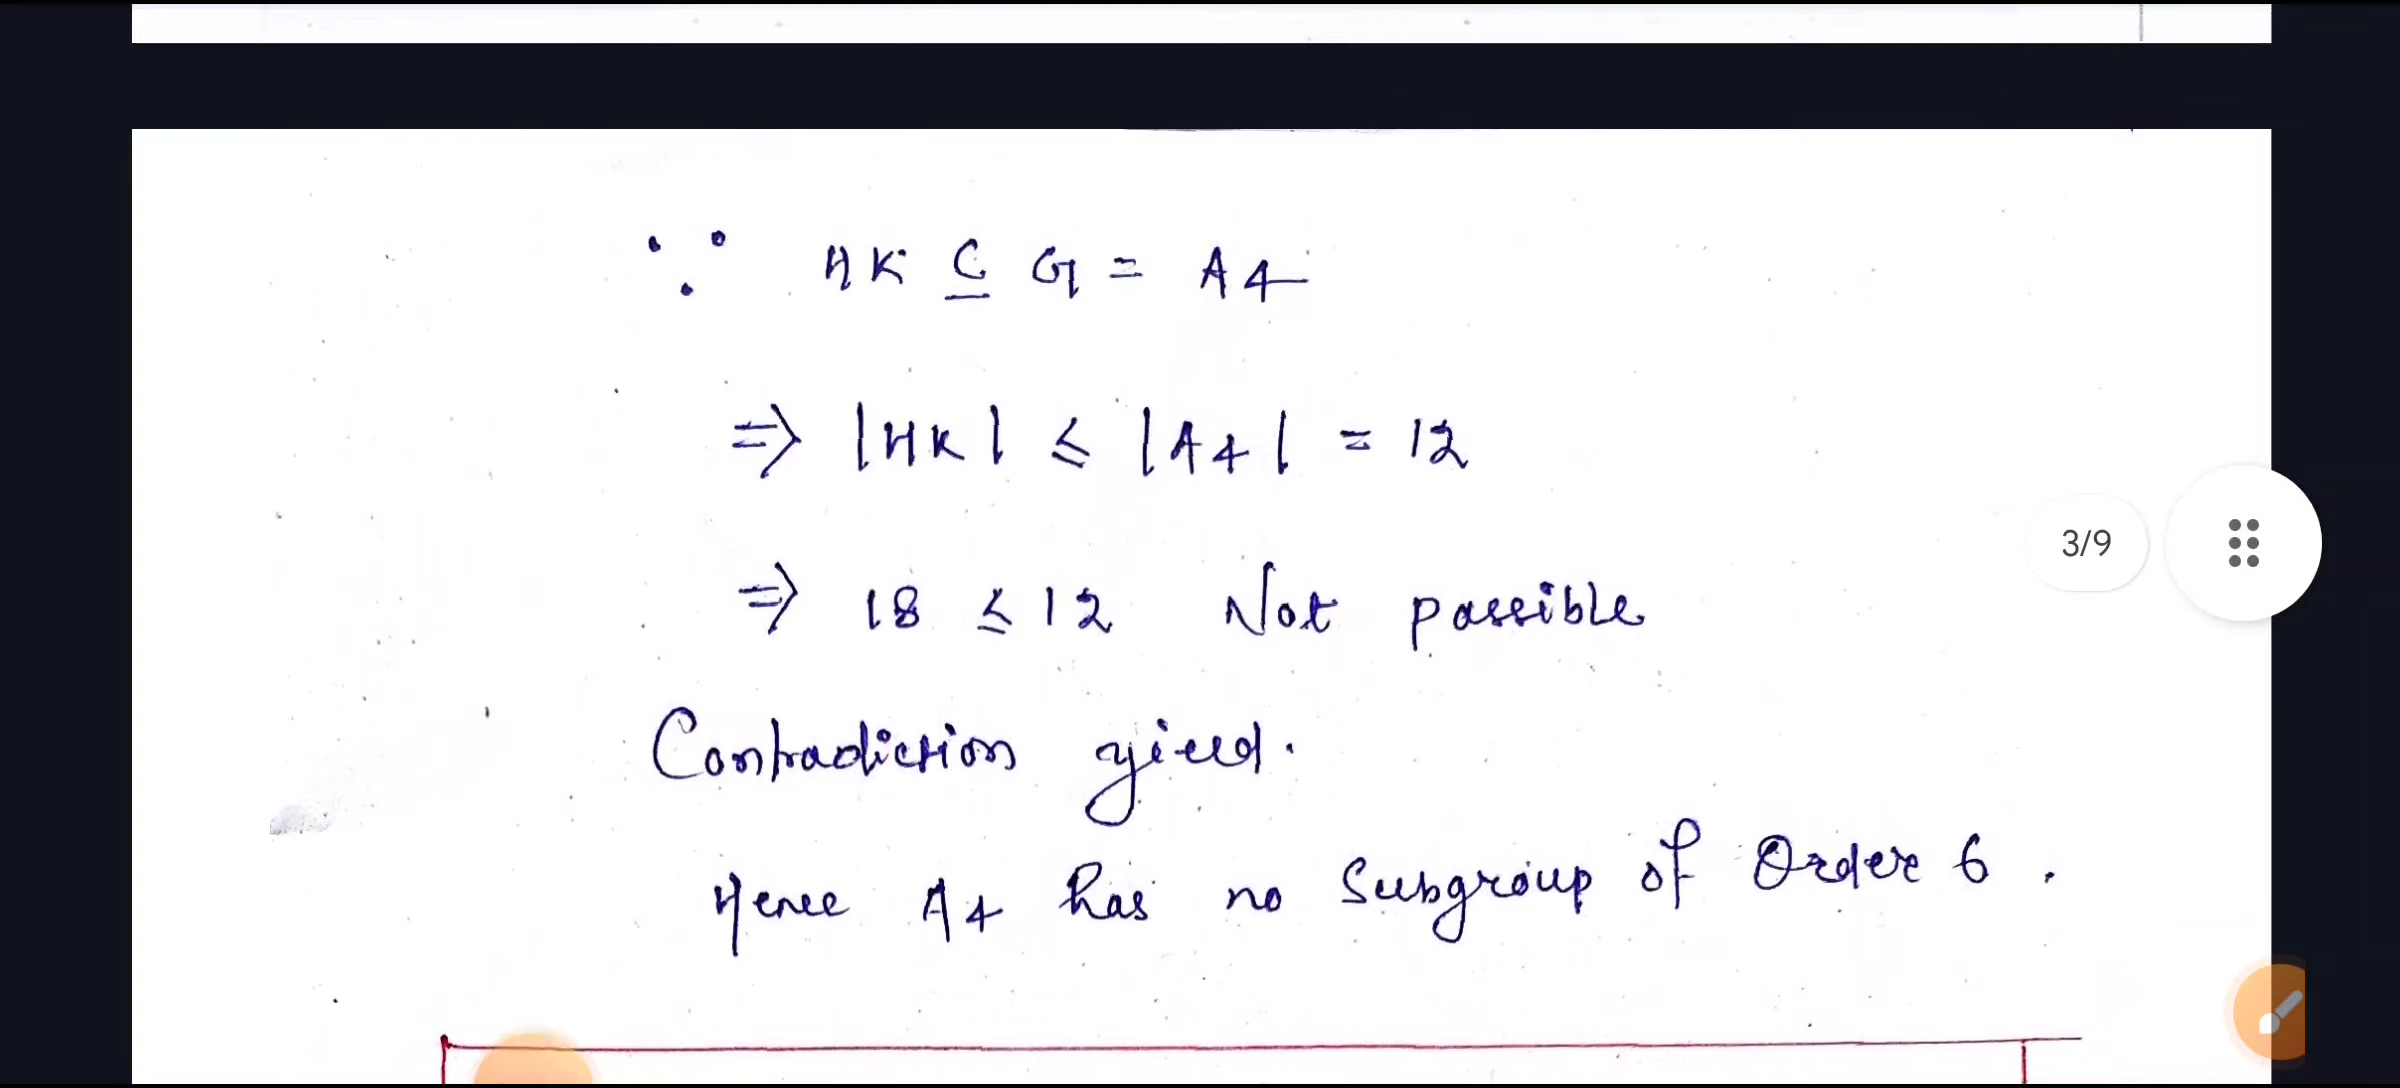 ∵ HK ⊆ G = A4
⇒ |HK| ≤ |A4| = 12
⇒ 18 ≤ 12 Not possible
3/9
Contradiction yield.
Hence A4 has no Subgroup of Order 6.